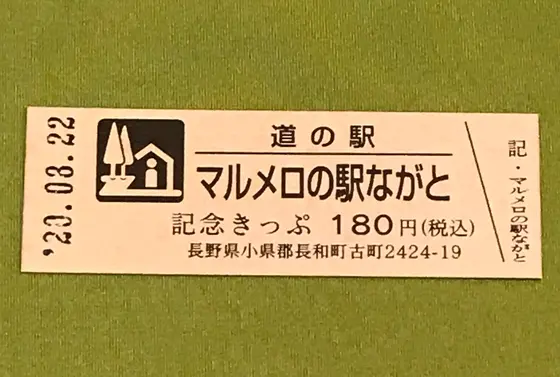 '20.08.22
道の駅
マルメロの駅ながと
記念きっぷ 180円(税込)
長野県小県郡長和町古町2424-19
記・マルメロの駅ながと